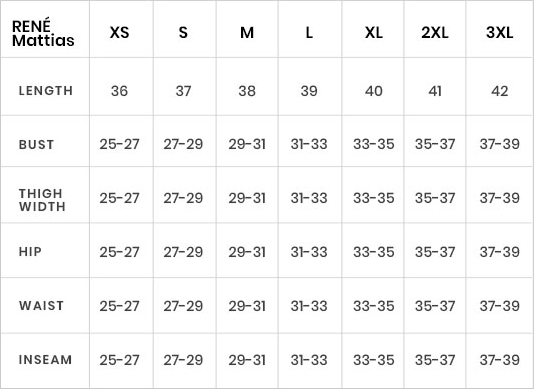 RENÉ
Mattias XS S M L XL 2XL 3XL
LENGTH 36 37 38 39 40 41 42
BUST 25-27 27-29 29-31 31-33 33-35 35-37 37-39
THIGH
WIDTH 25-27 27-29 29-31 31-33 33-35 35-37 37-39
HIP 25-27 27-29 29-31 31-33 33-35 35-37 37-39
WAIST 25-27 27-29 29-31 31-33 33-35 35-37 37-39
INSEAM 25-27 27-29 29-31 31-33 33-35 35-37 37-39